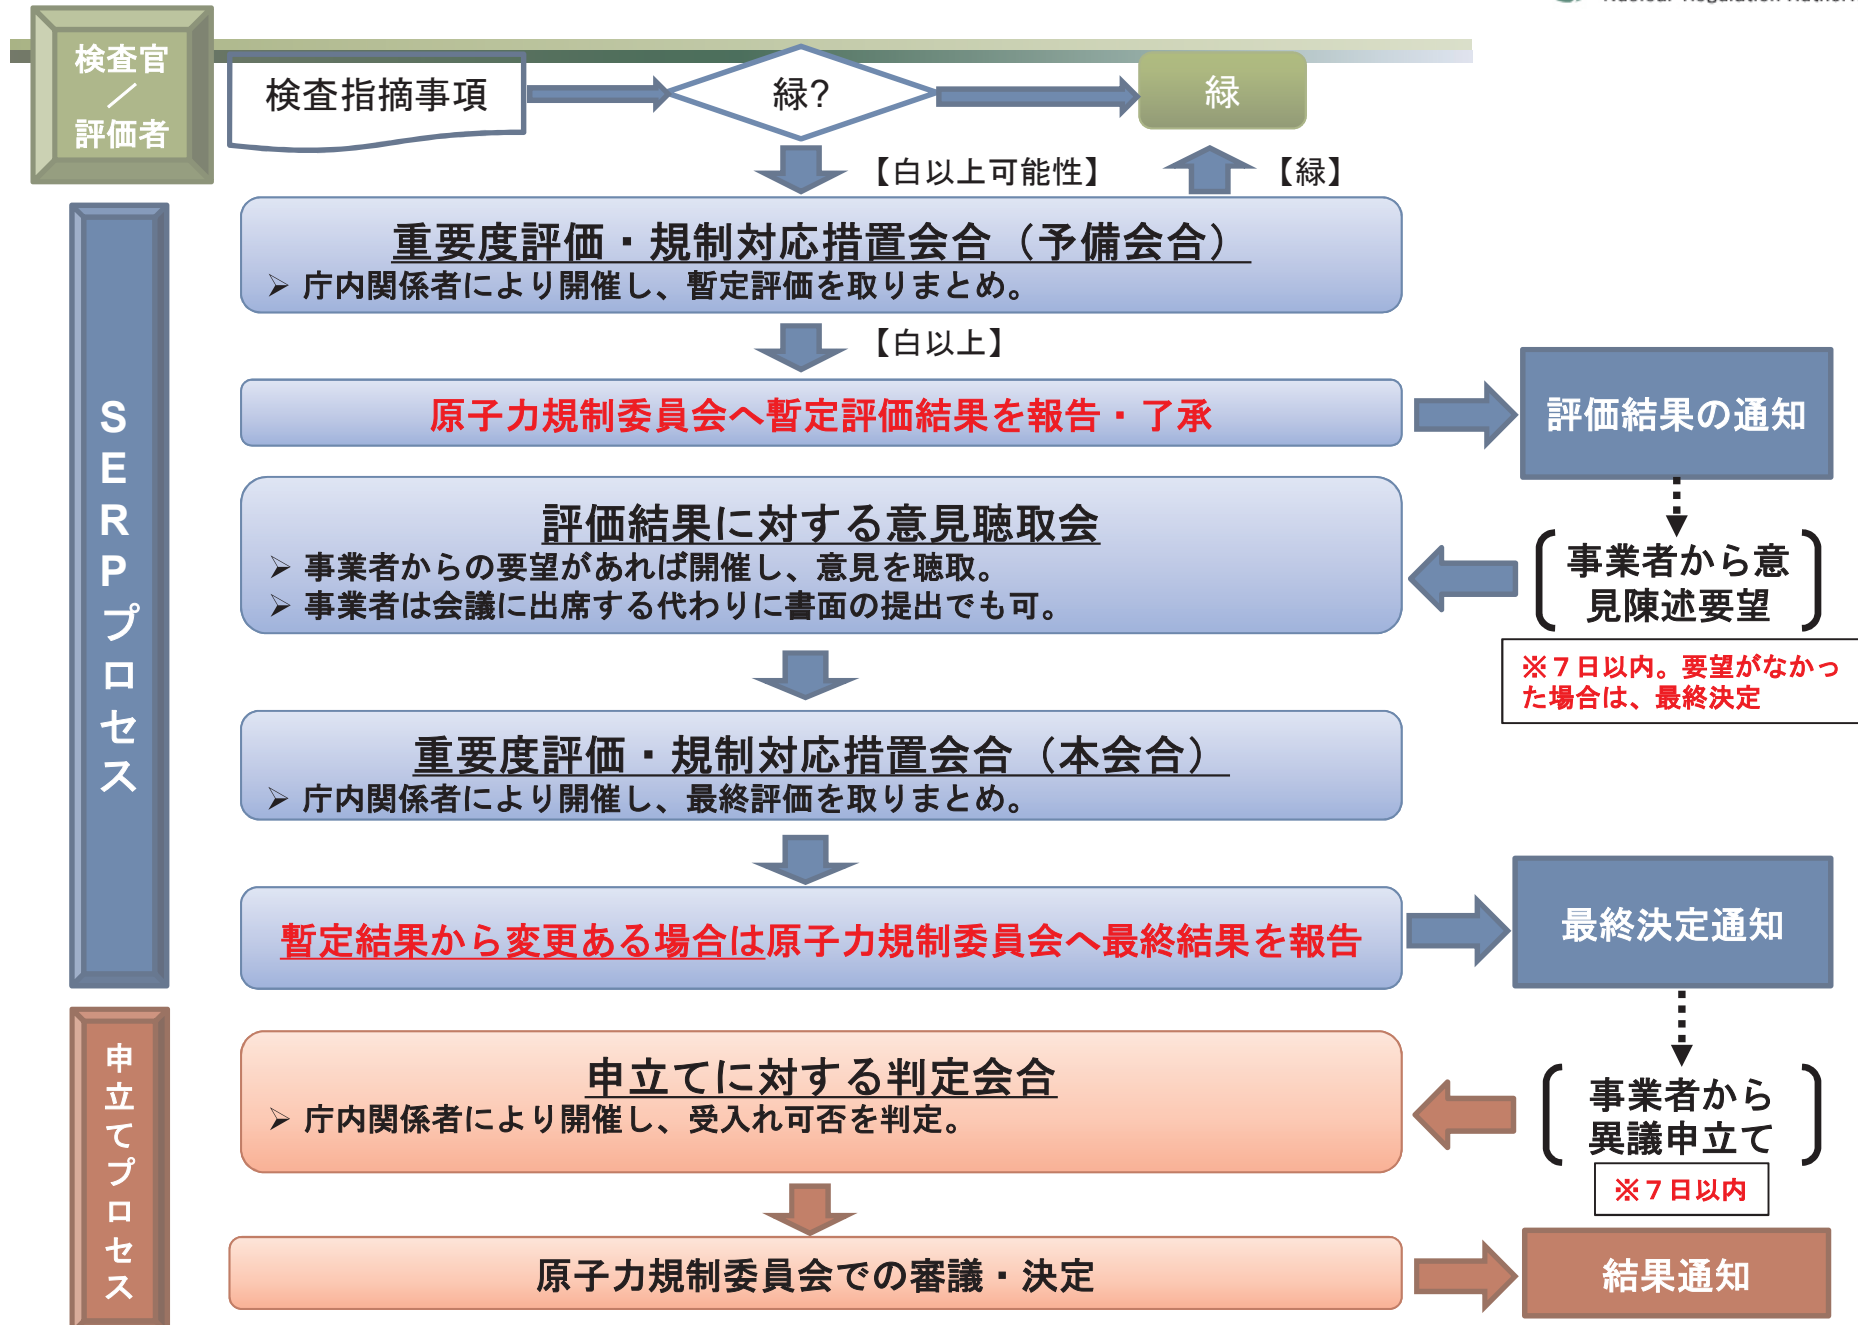 検査官
／
評価者
検査指摘事項
緑?
緑
【白以上可能性】
【緑】
重要度評価・規制対応措置会合（予備会合）
➢ 庁内関係者により開催し、暫定評価を取りまとめ。
【白以上】
SERPプロセス
原子力規制委員会へ暫定評価結果を報告・了承
評価結果の通知
評価結果に対する意見聴取会
➢ 事業者からの要望があれば開催し、意見を聴取。
➢ 事業者は会議に出席する代わりに書面の提出でも可。
事業者から意
見陳述要望
※７日以内。要望がなかっ
た場合は、最終決定
重要度評価・規制対応措置会合（本会合）
➢ 庁内関係者により開催し、最終評価を取りまとめ。
暫定結果から変更ある場合は原子力規制委員会へ最終結果を報告
最終決定通知
申立てプロセス
申立てに対する判定会合
➢ 庁内関係者により開催し、受入れ可否を判定。
事業者から
異議申立て
※７日以内
原子力規制委員会での審議・決定
結果通知